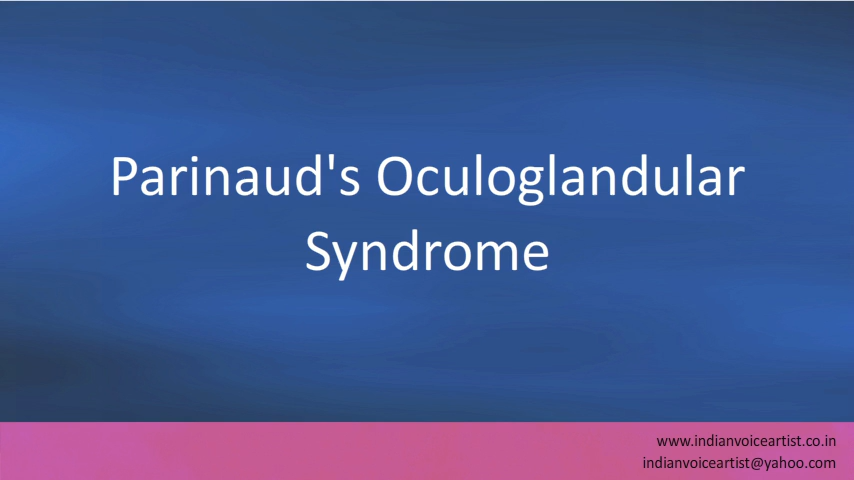 Parinaud's Oculoglandular
Syndrome
www.indianvoiceartist.co.in
indianvoiceartist@yahoo.com